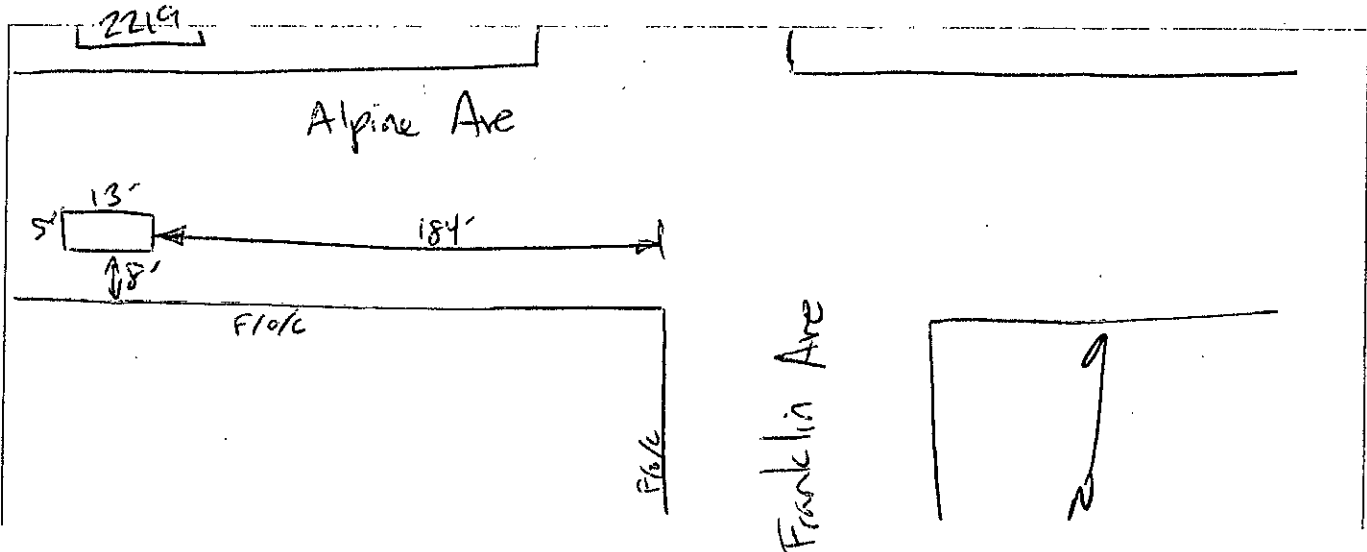 2219
Alpine Ave
13'
5'
184'
8'
F/o/c
F/o/c
Franklin Ave
N